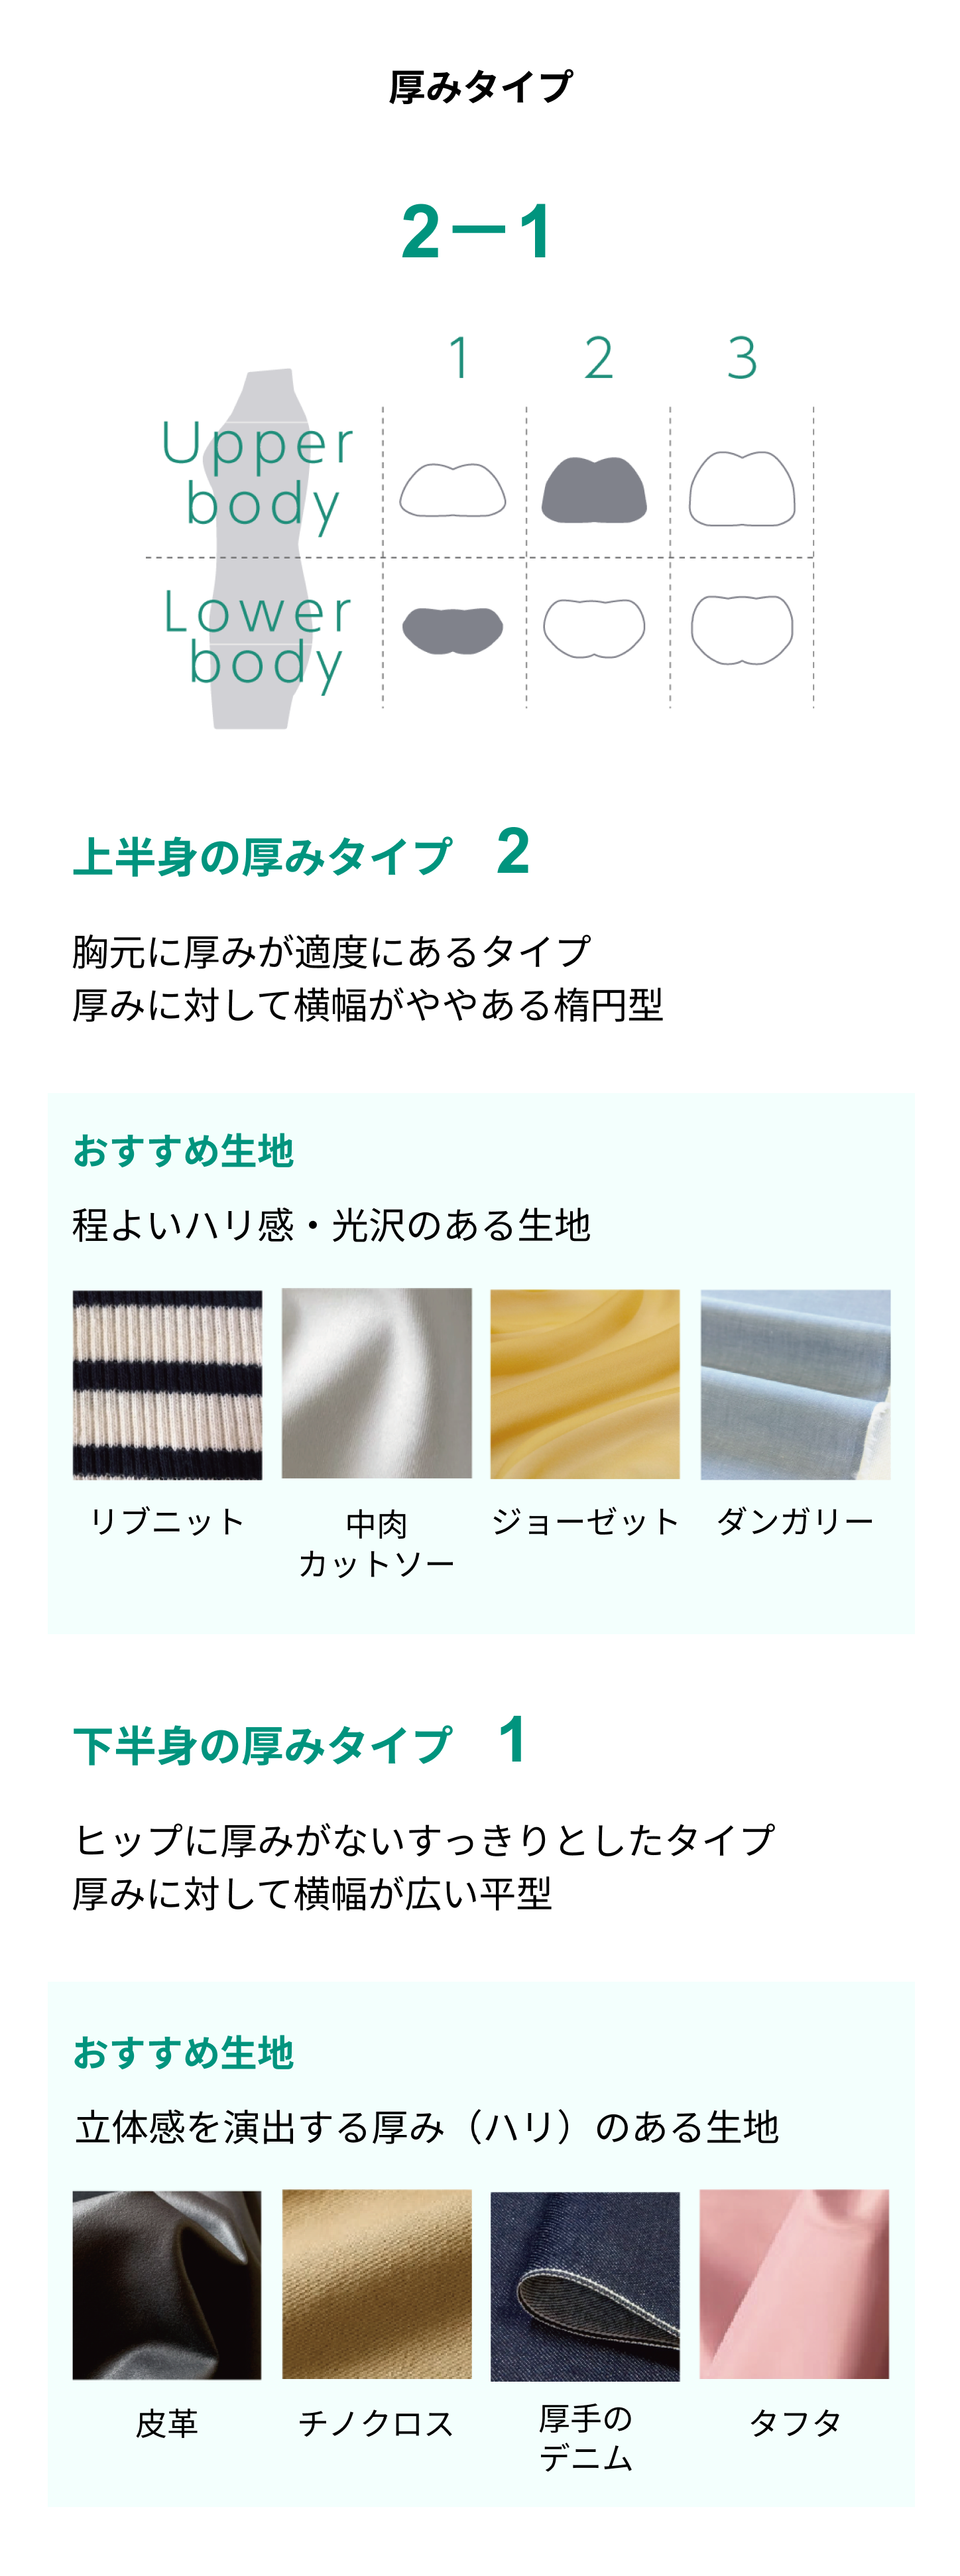 厚みタイプ
2ー1
1 2 3
Upper
body
Lower
body
上半身の厚みタイプ 2
胸元に厚みが適度にあるタイプ
厚みに対して横幅がややある楕円型
おすすめ生地
程よいハリ感・光沢のある生地
リブニット
中肉
カットソー
ジョーゼット
ダンガリー
下半身の厚みタイプ 1
ヒップに厚みがないすっきりとしたタイプ
厚みに対して横幅が広い平型
おすすめ生地
立体感を演出する厚み（ハリ）のある生地
皮革
チノクロス
厚手の
デニム
タフタ